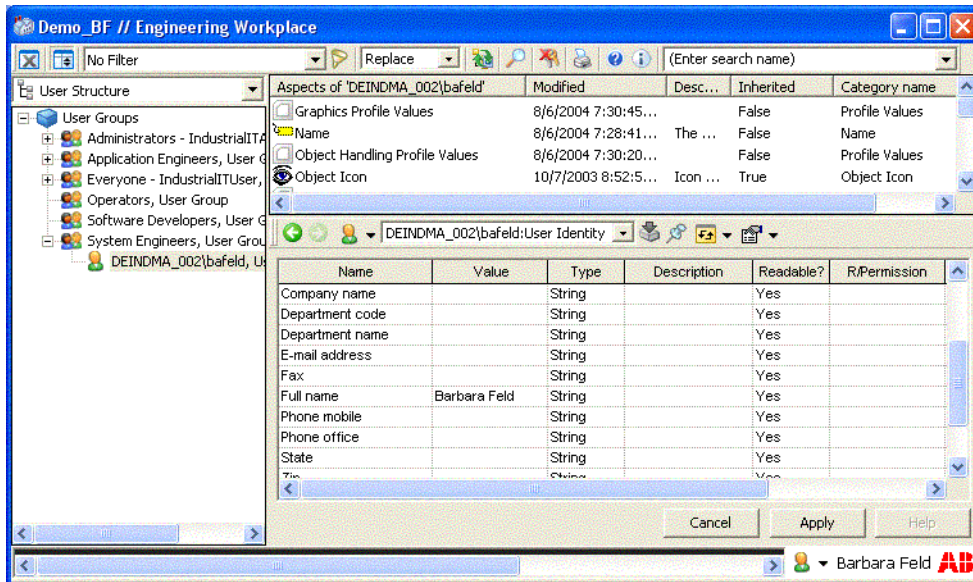 Demo_BF // Engineering Workplace
No Filter
Replace
(Enter search name)
User Structure
User Groups
Administrators - IndustrialITA
Application Engineers, User G
Everyone - IndustrialITUser,
Operators, User Group
Software Developers, User G
System Engineers, User Grou
DEINDMA_002\bafeld, Us
Aspects of 'DEINDMA_002\bafeld' Modified Desc... Inherited Category name
Graphics Profile Values 8/6/2004 7:30:45... False Profile Values
Name 8/6/2004 7:28:41... The ... False Name
Object Handling Profile Values 8/6/2004 7:30:20... False Profile Values
Object Icon 10/7/2003 8:52:5... Icon ... True Object Icon
DEINDMA_002\bafeld:User Identity
Name Value Type Description Readable? R/Permission
Company name String Yes
Department code String Yes
Department name String Yes
E-mail address String Yes
Fax String Yes
Full name Barbara Feld String Yes
Phone mobile String Yes
Phone office String Yes
State String Yes
Zip String Yes
Cancel Apply Help
Barbara Feld ABB